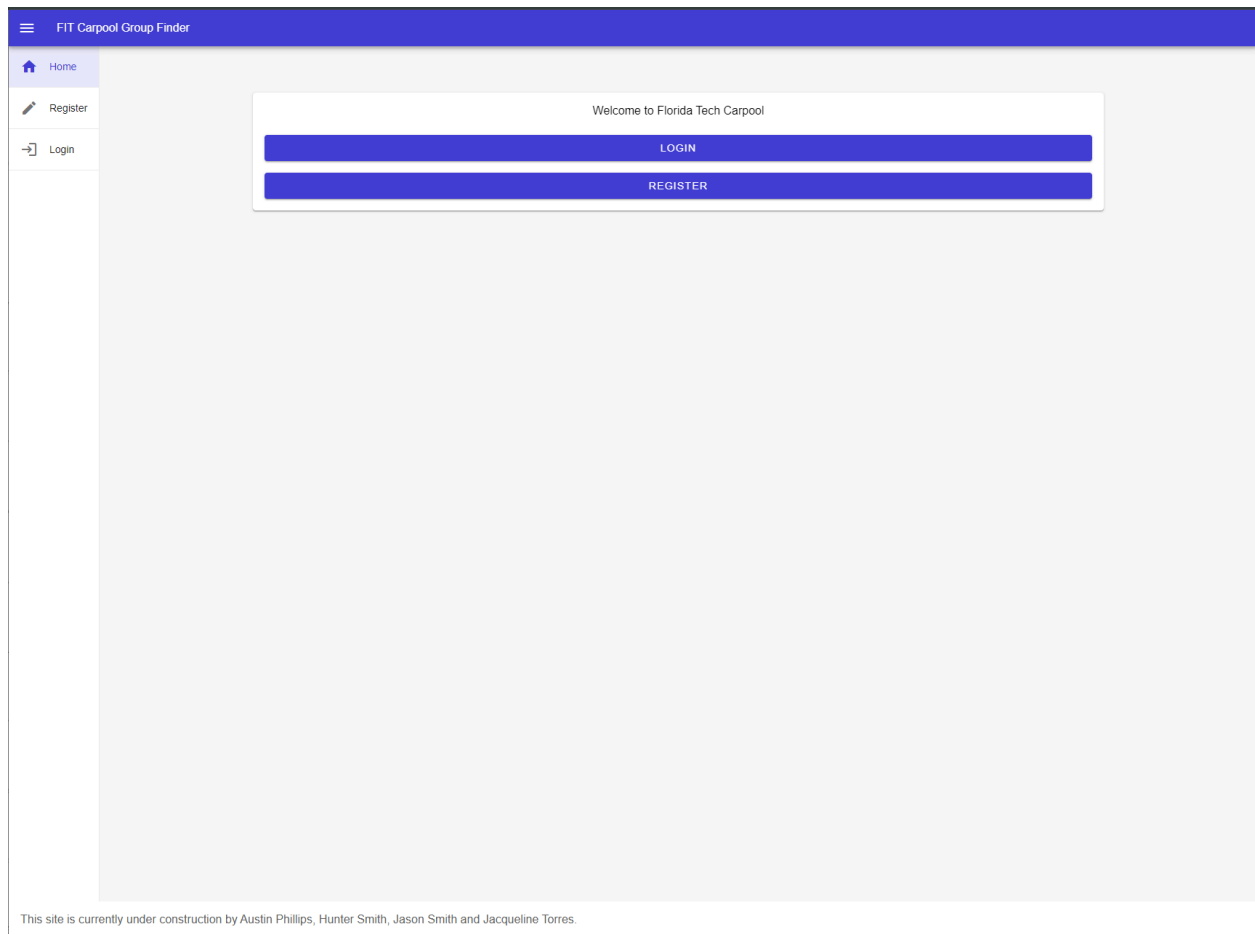 FIT Carpool Group Finder
Home
Register
Login
Welcome to Florida Tech Carpool
LOGIN
REGISTER
This site is currently under construction by Austin Phillips, Hunter Smith, Jason Smith and Jacqueline Torres.